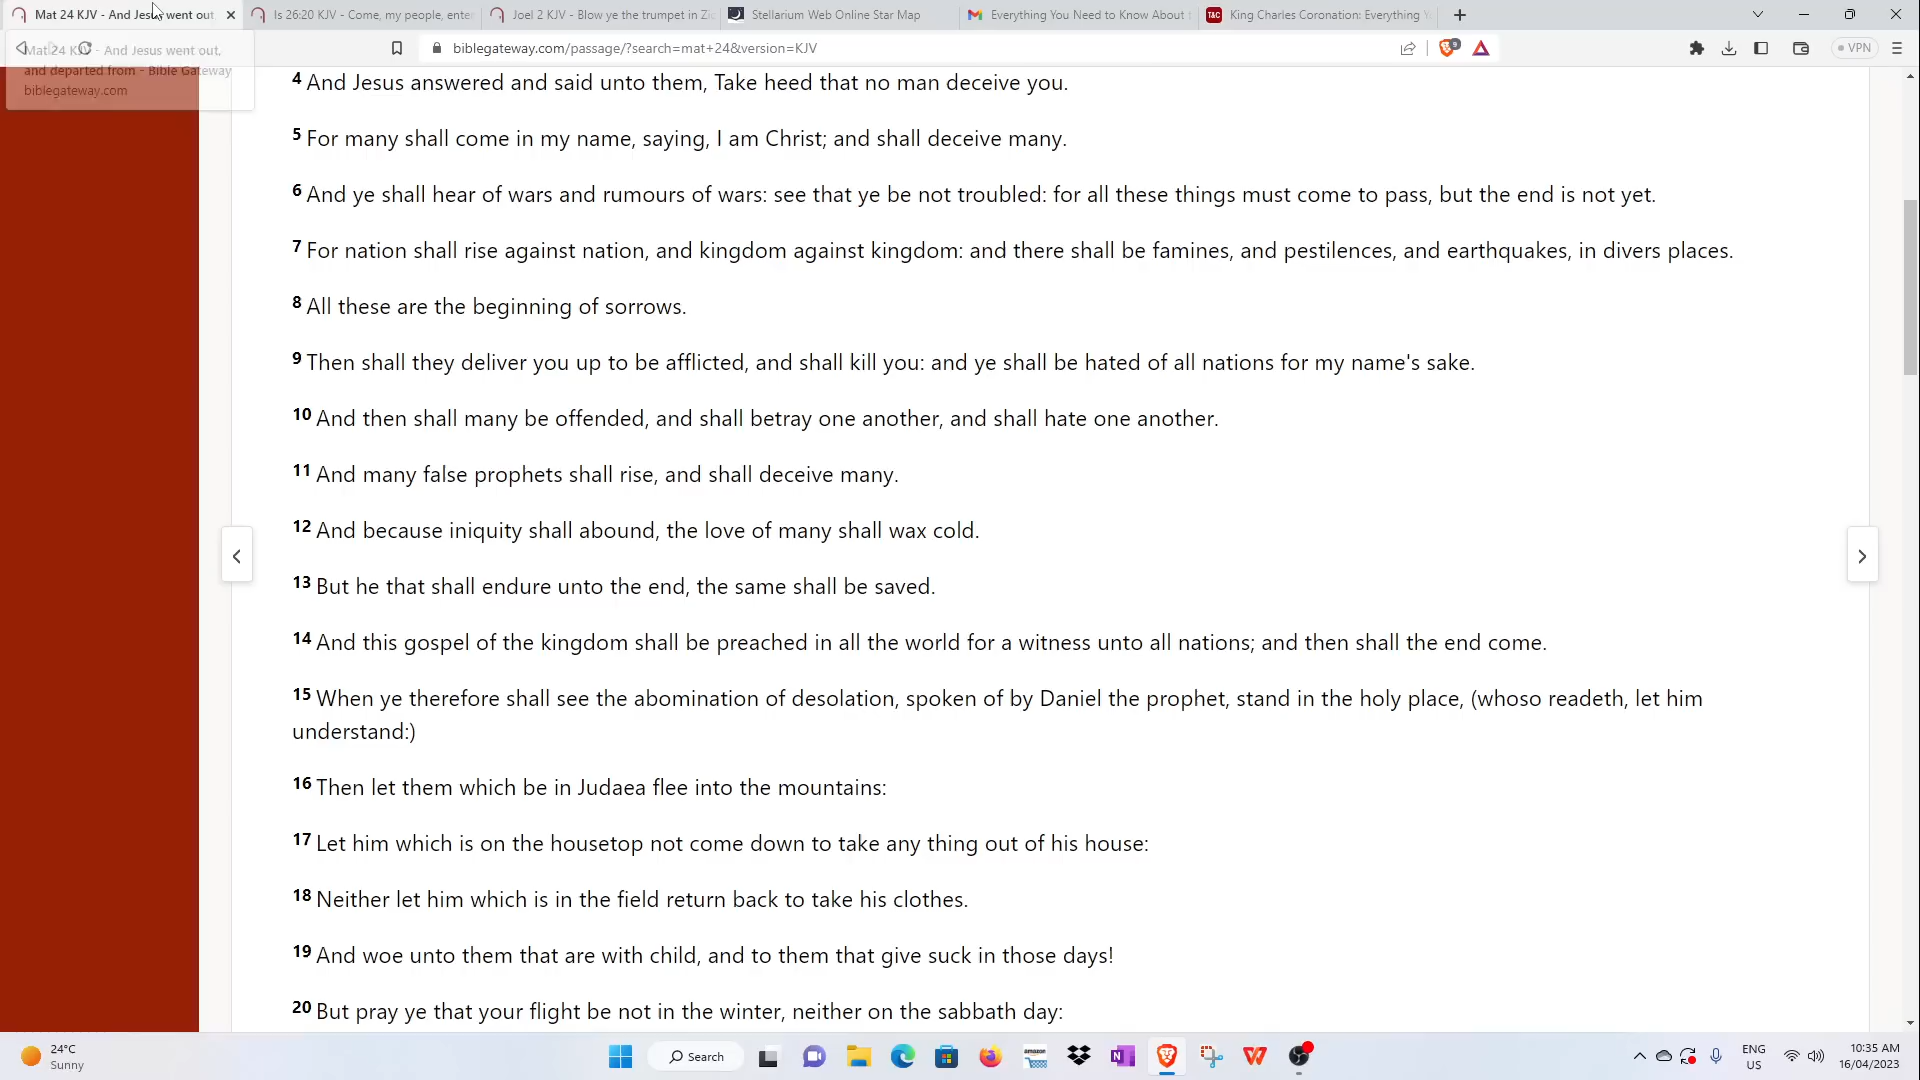 Mat 24 KJV - And Jesus went out
Is 26:20 KJV - Come, my people, enter
Joel 2 KJV - Blow ye the trumpet in Zio
Stellarium Web Online Star Map
Everything You Need to Know About
King Charles Coronation: Everything Y
biblegateway.com/passage/?search=mat+24&version=KJV
9
VPN
Mat 24 KJV - And Jesus went out,
and departed from - Bible Gateway
biblegateway.com
4 And Jesus answered and said unto them, Take heed that no man deceive you.
5 For many shall come in my name, saying, I am Christ; and shall deceive many.
6 And ye shall hear of wars and rumours of wars: see that ye be not troubled: for all these things must come to pass, but the end is not yet.
7 For nation shall rise against nation, and kingdom against kingdom: and there shall be famines, and pestilences, and earthquakes, in divers places.
8 All these are the beginning of sorrows.
9 Then shall they deliver you up to be afflicted, and shall kill you: and ye shall be hated of all nations for my name's sake.
10 And then shall many be offended, and shall betray one another, and shall hate one another.
11 And many false prophets shall rise, and shall deceive many.
12 And because iniquity shall abound, the love of many shall wax cold.
13 But he that shall endure unto the end, the same shall be saved.
14 And this gospel of the kingdom shall be preached in all the world for a witness unto all nations; and then shall the end come.
15 When ye therefore shall see the abomination of desolation, spoken of by Daniel the prophet, stand in the holy place, (whoso readeth, let him
understand:)
16 Then let them which be in Judaea flee into the mountains:
17 Let him which is on the housetop not come down to take any thing out of his house:
18 Neither let him which is in the field return back to take his clothes.
19 And woe unto them that are with child, and to them that give suck in those days!
20 But pray ye that your flight be not in the winter, neither on the sabbath day:
24°C
Sunny
Search
amazon
ENG
US
10:35 AM
16/04/2023